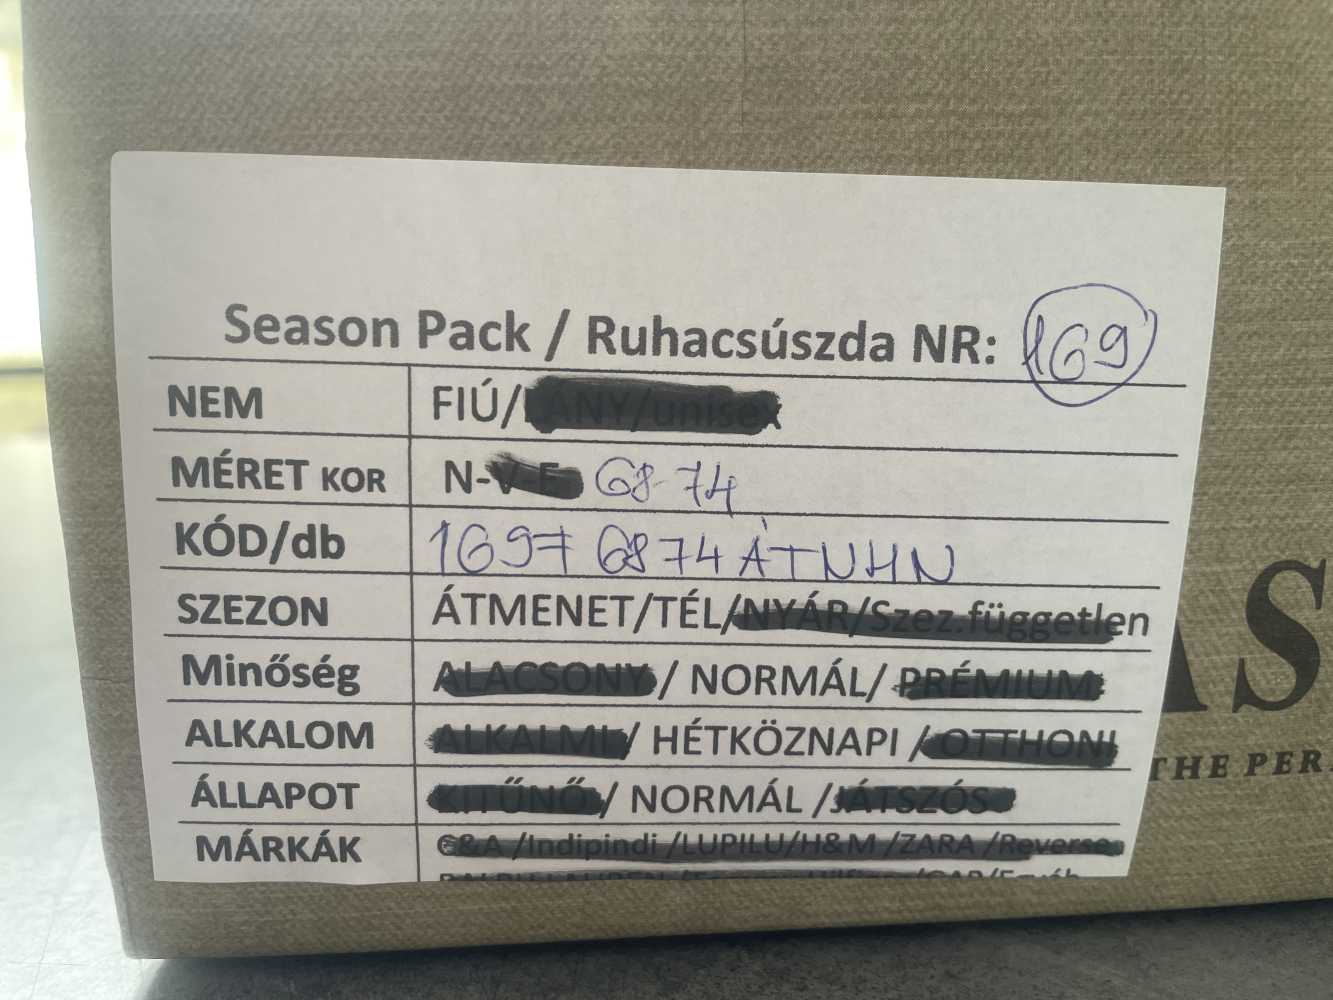 Season Pack / Ruhacsúszda NR: 169
NEM FIÚ/LÁNY/unisex
MÉRET KOR N-V-F 68-74
KÓD/db 1697 6874ÁTNHN
SZEZON ÁTMENET/TÉL/NYÁR/Szez.független
Minőség ALACSONY/ NORMÁL/ PRÉMIUM
ALKALOM ALKALMI/ HÉTKÖZNAPI /OTTHONI
ÁLLAPOT KITŰNŐ/ NORMÁL /JÁTSZÓS
MÁRKÁK C&A /Indipindi /LUPILU/H&M /ZARA /Reverse
AS
THE PER